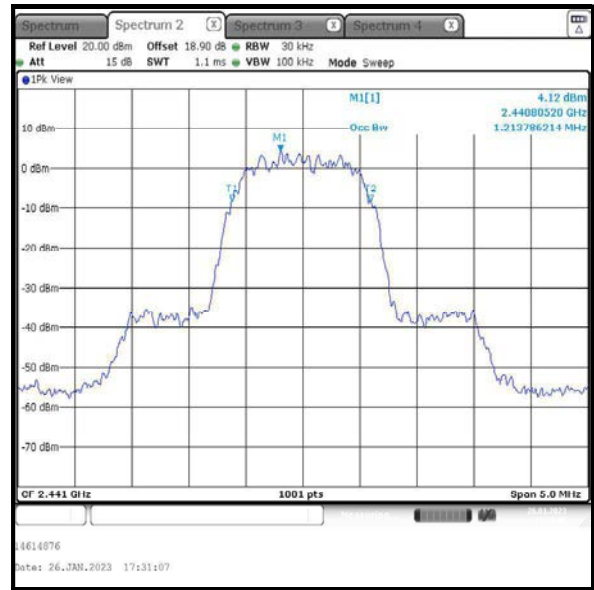 Spectrum Spectrum 2 X Spectrum 3 X Spectrum 4 X
Ref Level 20.00 dBm Offset 18.90 dB RBW 30 kHz
Att 15 dB SWT 1.1 ms VBW 100 kHz Mode Sweep
1Pk View
M1[1] 4.12 dBm
2.44080520 GHz
10 dBm Occ Bw 1.213786214 MHz
M1
0 dBm
T1 T2
-10 dBm
-20 dBm
-30 dBm
-40 dBm
-50 dBm
-60 dBm
-70 dBm
CF 2.441 GHz 1001 pts Span 5.0 MHz
14614876
Date: 26.JAN.2023 17:31:07